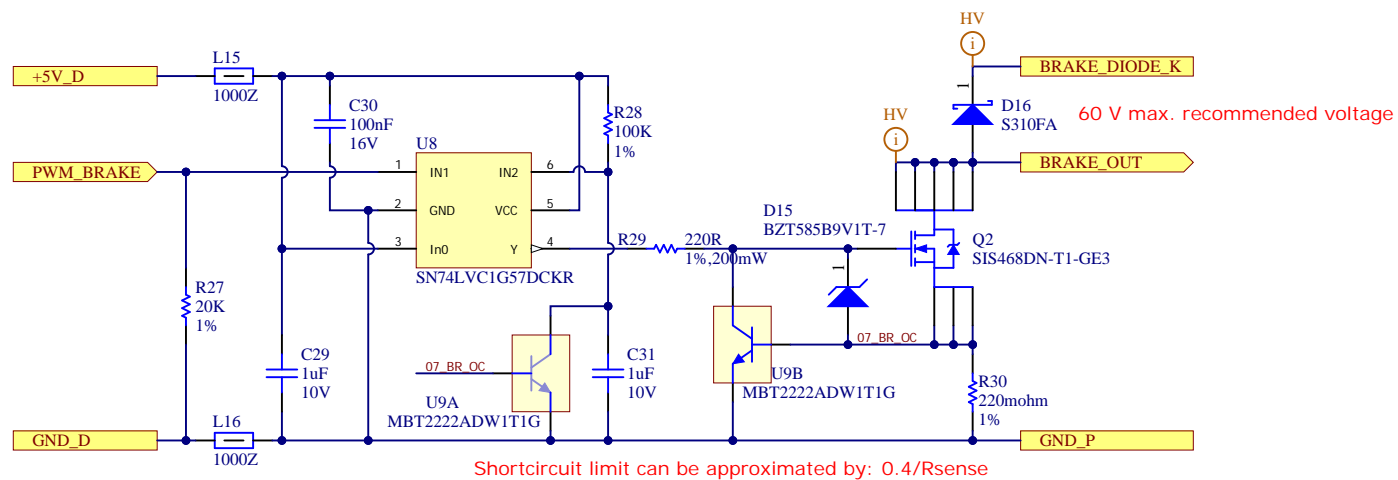 HV
i
L15
+5V_D
1000Z
BRAKE_DIODE_K
1
C30
100nF
16V
R28
100K
1%
D16
S310FA
60 V max. recommended voltage
HV
i
U8
PWM_BRAKE
1
IN1
IN2
6
BRAKE_OUT
2
GND
VCC
5
3
In0
Y
4
SN74LVC1G57DCKR
R29
220R
1%,200mW
D15
BZT585B9V1T-7
1
Q2
SIS468DN-T1-GE3
R27
20K
1%
C29
1uF
10V
07_BR_OC
U9A
MBT2222ADW1T1G
C31
1uF
10V
07_BR_OC
U9B
MBT2222ADW1T1G
R30
220mohm
1%
L16
GND_D
1000Z
GND_P
Shortcircuit limit can be approximated by: 0.4/Rsense